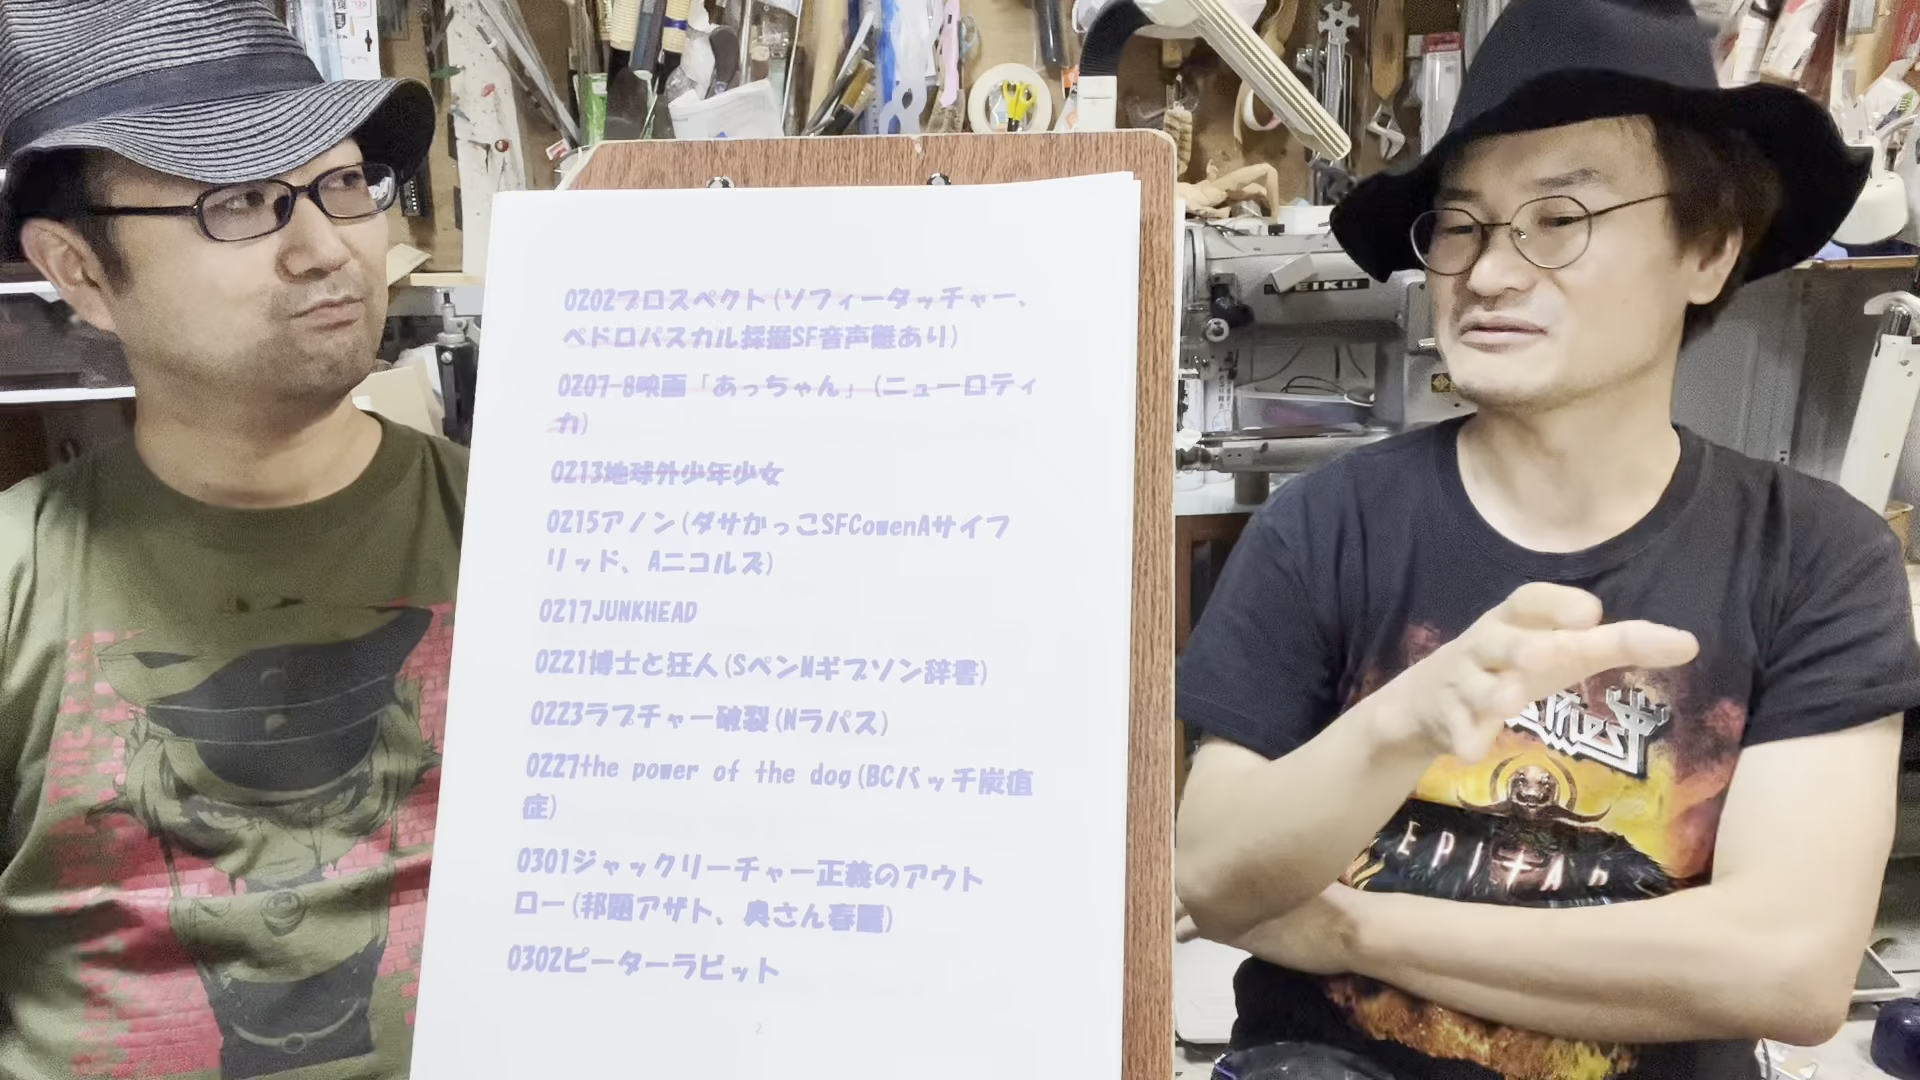 0202プロスペクト(ソフィータッチャー、
ペドロパスカル採掘SF音声難あり)
0207-8映画「あっちゃん」(ニューロティ
カ)
0213地球外少年少女
0215アノン(ダサかっこSFCowenAサイフ
リッド、Aニコルズ)
0217JUNKHEAD
0221博士と狂人(SペンMギブソン辞書)
0223ラプチャー破裂(Nラパス)
0227the power of the dog(BCバッチ炭疽
症)
0301ジャックリーチャー正義のアウト
ロー(邦題アザト、奥さん春麗)
0302ピーターラビット
2
EIKO
Priest
EPITAP